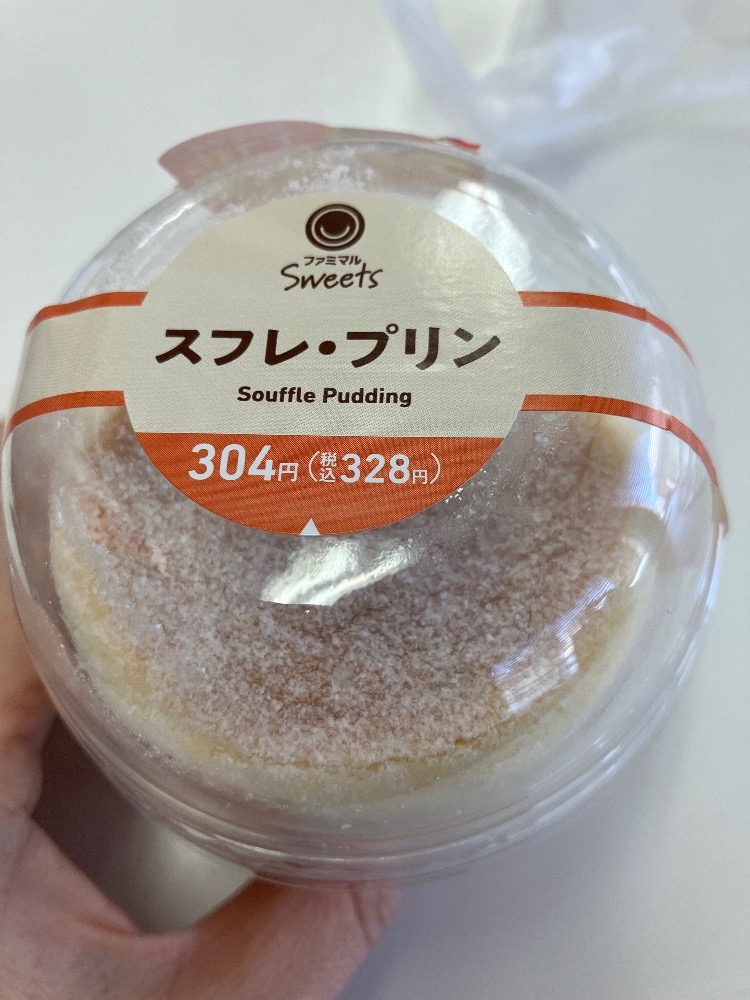 ファミマル
Sweets
スフレ・プリン
Souffle Pudding
304円(税込328円)